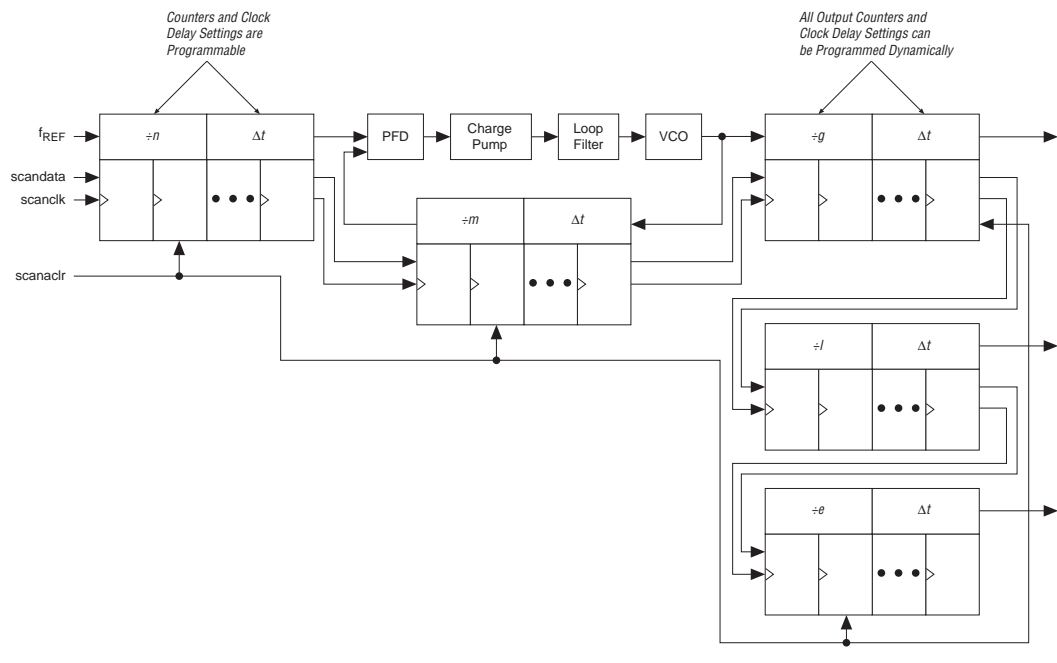 Counters and Clock
Delay Settings are
Programmable
All Output Counters and
Clock Delay Settings can
be Programmed Dynamically
fREF
÷n
Δt
PFD
Charge
Pump
Loop
Filter
VCO
÷g
Δt
scandata
scanclk
÷m
Δt
scanaclr
÷l
Δt
÷e
Δt